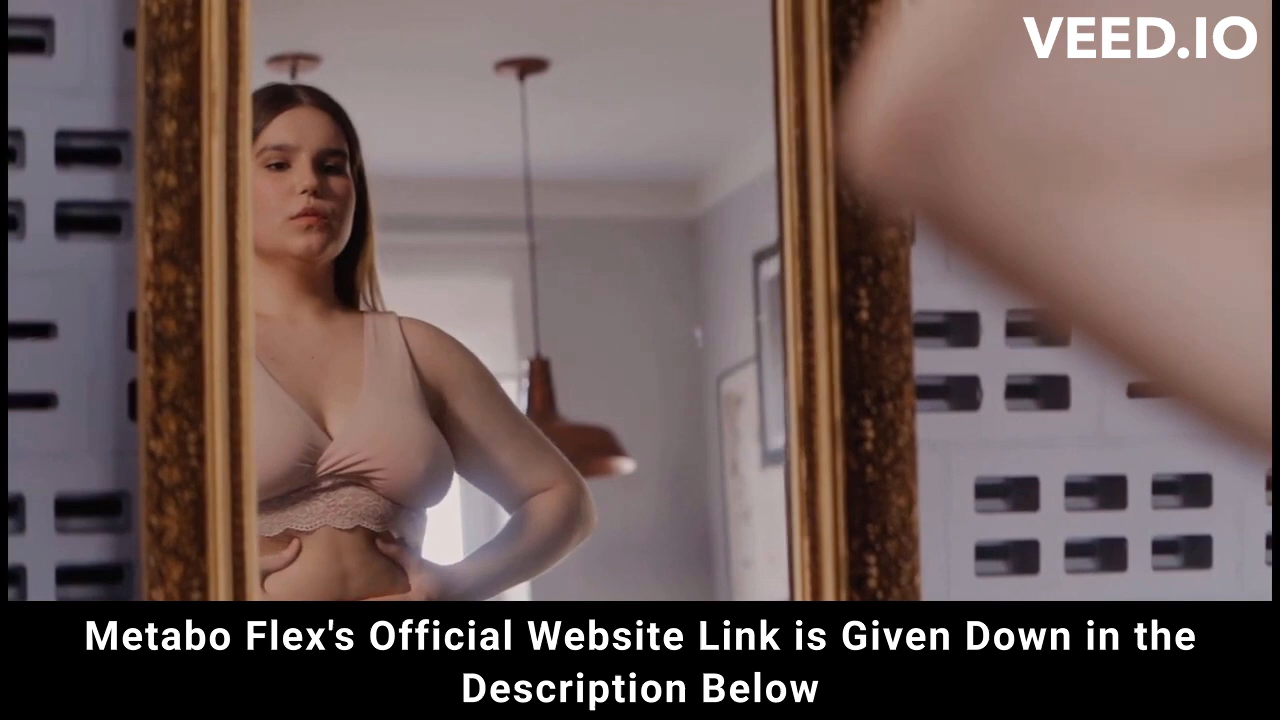 VEED.IO
Metabo Flex's Official Website Link is Given Down in the
Description Below